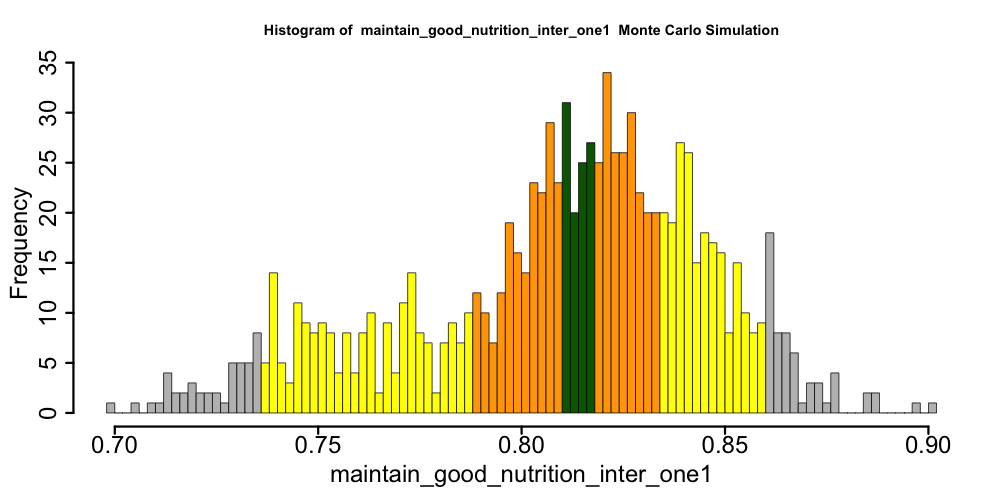 Histogram of maintain_good_nutrition_inter_one1 Monte Carlo Simulation
Frequency
35
30
25
20
15
10
5
0
0.70 0.75 0.80 0.85 0.90
maintain_good_nutrition_inter_one1